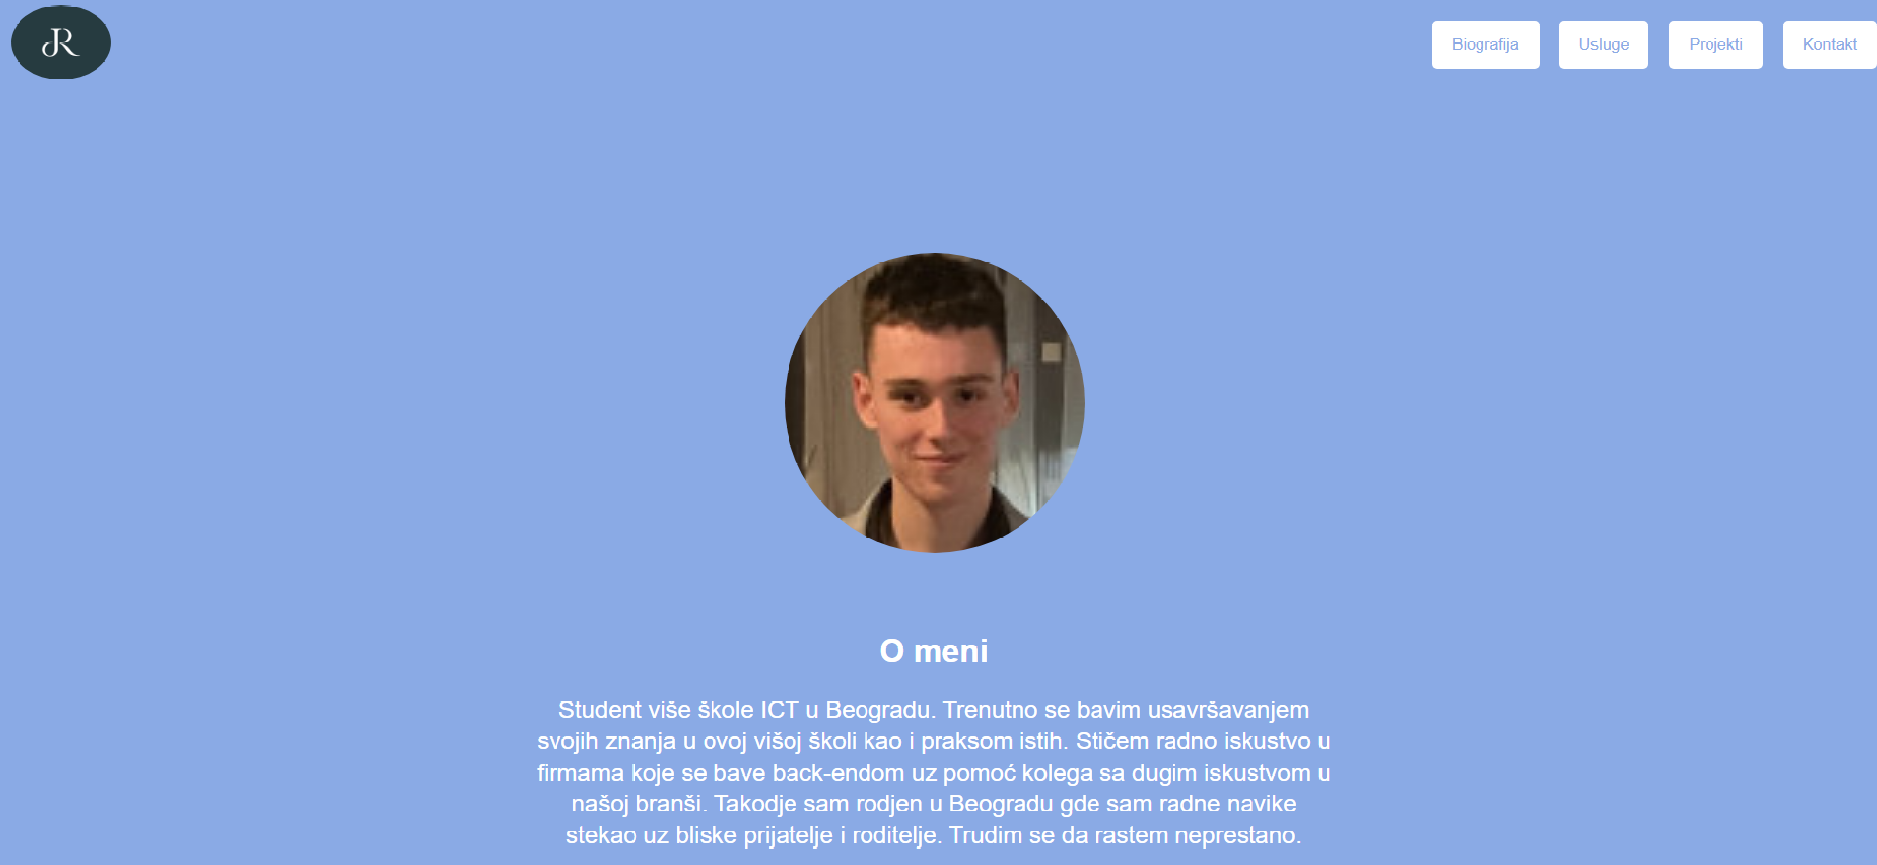 JR
Biografija
Usluge
Projekti
Kontakt
O meni
Student više škole ICT u Beogradu. Trenutno se bavim usavršavanjem
svojih znanja u ovoj višoj školi kao i praksom istih. Stičem radno iskustvo u
firmama koje se bave back-endom uz pomoć kolega sa dugim iskustvom u
našoj branši. Takodje sam rodjen u Beogradu gde sam radne navike
stekao uz bliske prijatelje i roditelje. Trudim se da rastem neprestano.